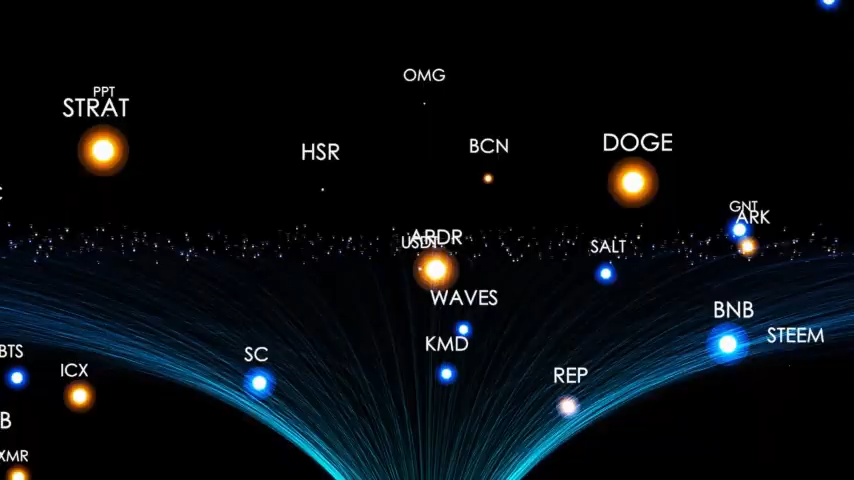 OMG
PPT
STRAT
HSR
BCN
DOGE
C
GNT
ARK
ARDR
USDT
SALT
WAVES
BNB
STEEM
KMD
BTS
SC
ICX
REP
B
XMR